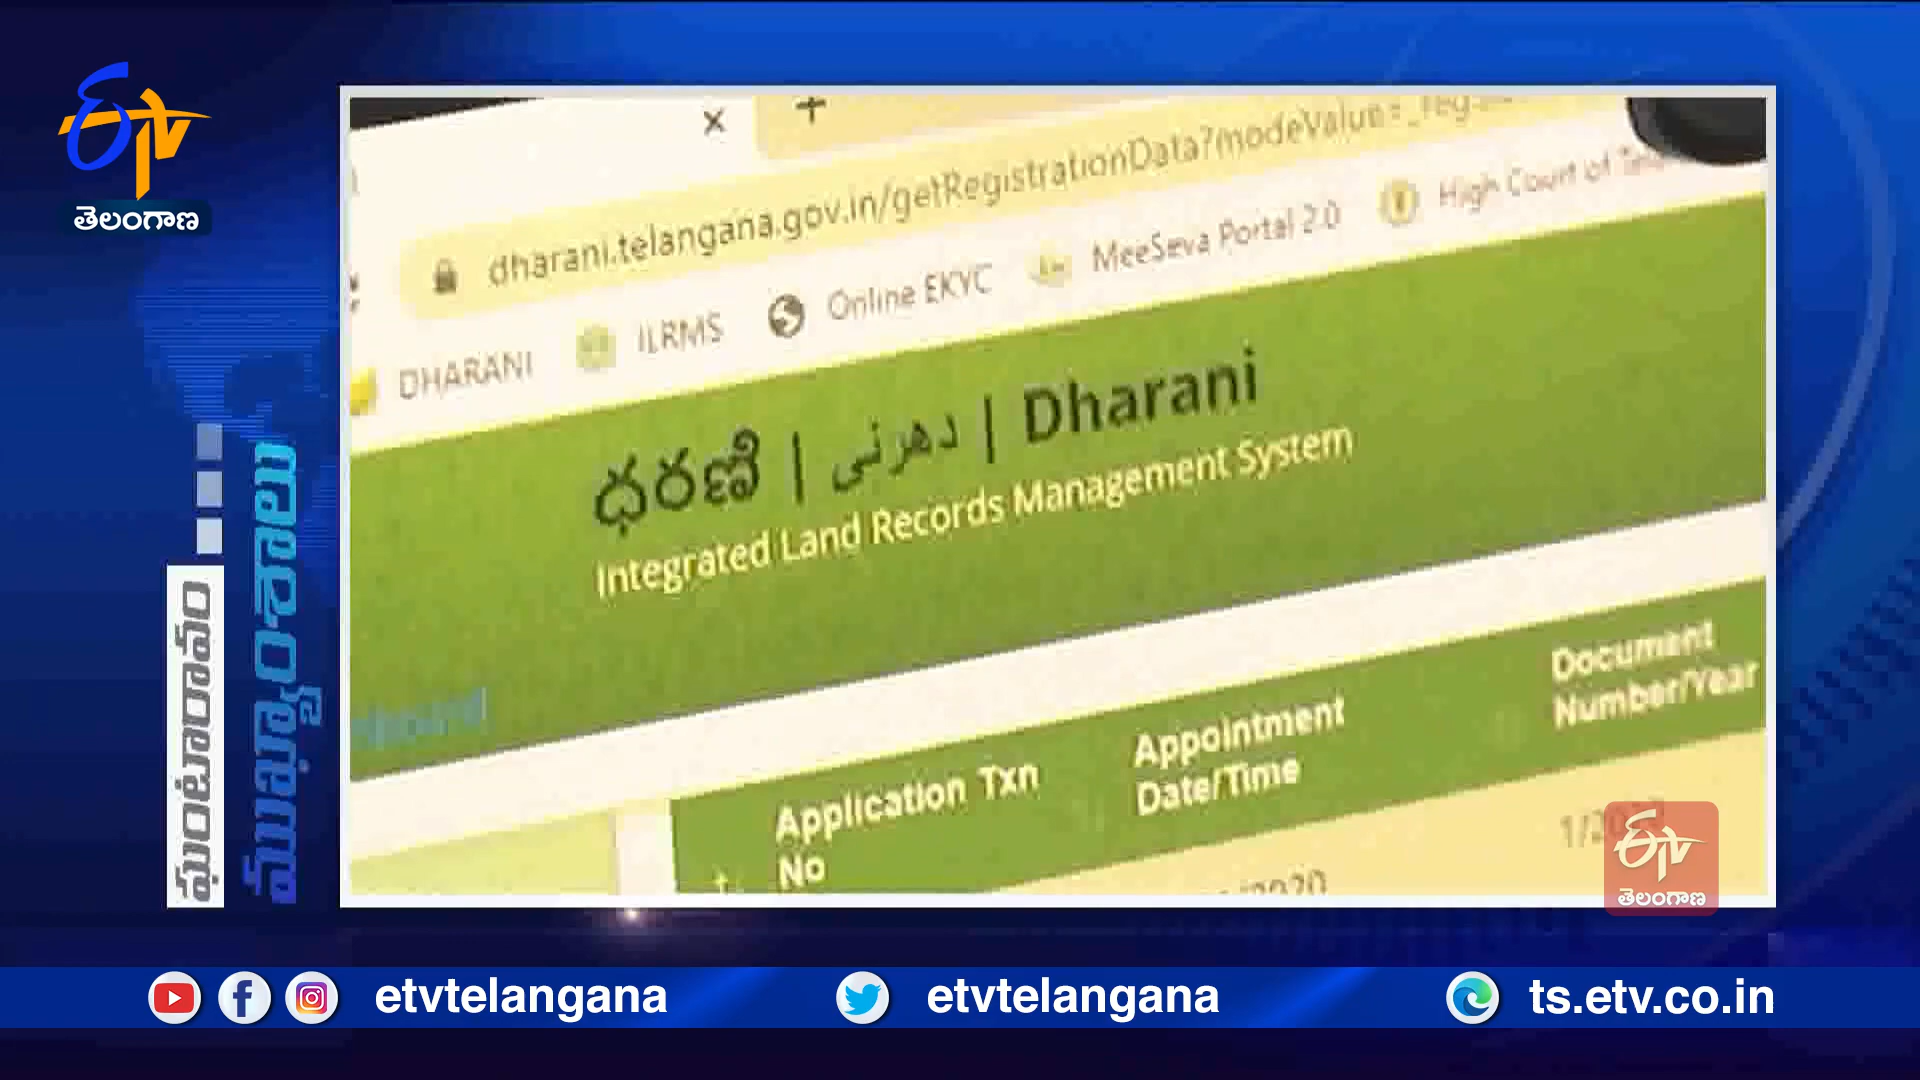 ETV
తెలంగాణ
ఘంటారావం
ముఖ్యాంశాలు
dharani.telangana.gov.in/getRegistrationData?modeValue=_reg
DHARANI
ILRMS
Online EKYC
MeeSeva Portal 2.0
High Court of
ధరణి | دھرنی | Dharani
Integrated Land Records Management System
Application Txn
No
Appointment
Date/Time
Document
Number/Year
ETV
తెలంగాణ
etvtelangana
etvtelangana
ts.etv.co.in